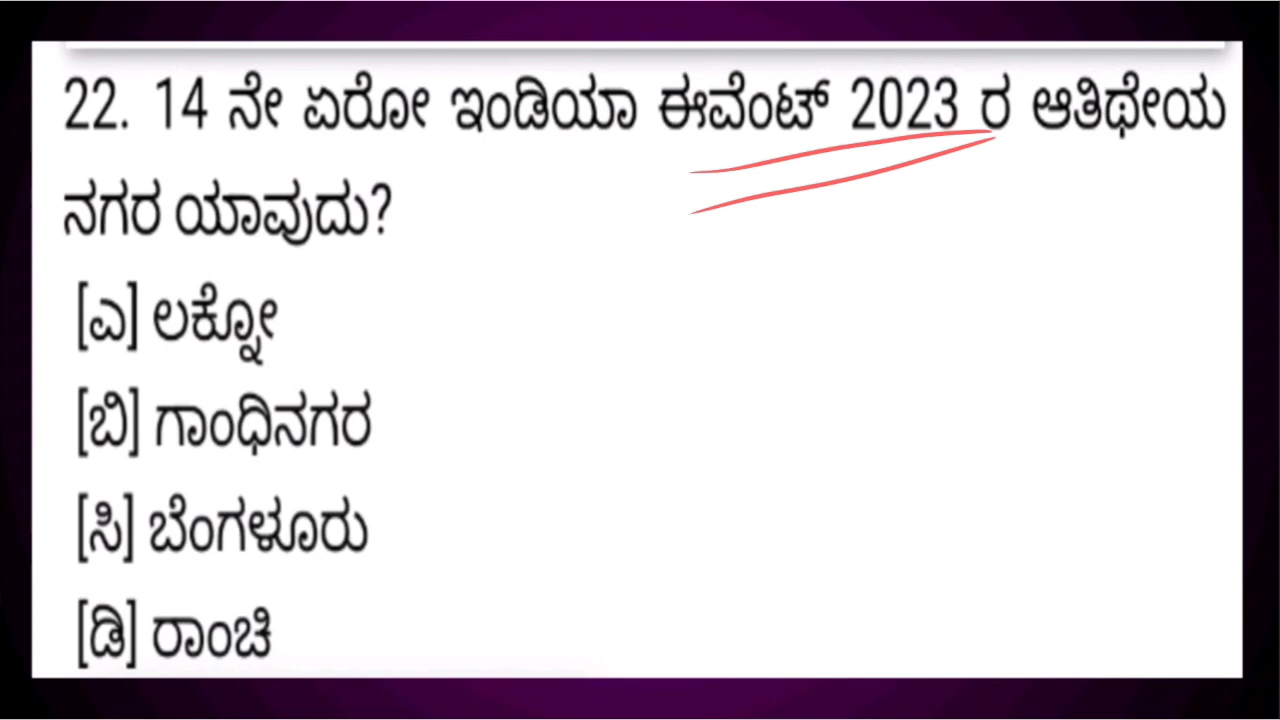 22. 14 ನೇ ಏರೋ ಇಂಡಿಯಾ ಈವೆಂಟ್ 2023 ರ ಆತಿಥೇಯ
ನಗರ ಯಾವುದು?
[ಎ] ಲಕ್ನೋ
[ಬಿ] ಗಾಂಧಿನಗರ
[ಸಿ] ಬೆಂಗಳೂರು
[ಡಿ] ರಾಂಚಿ